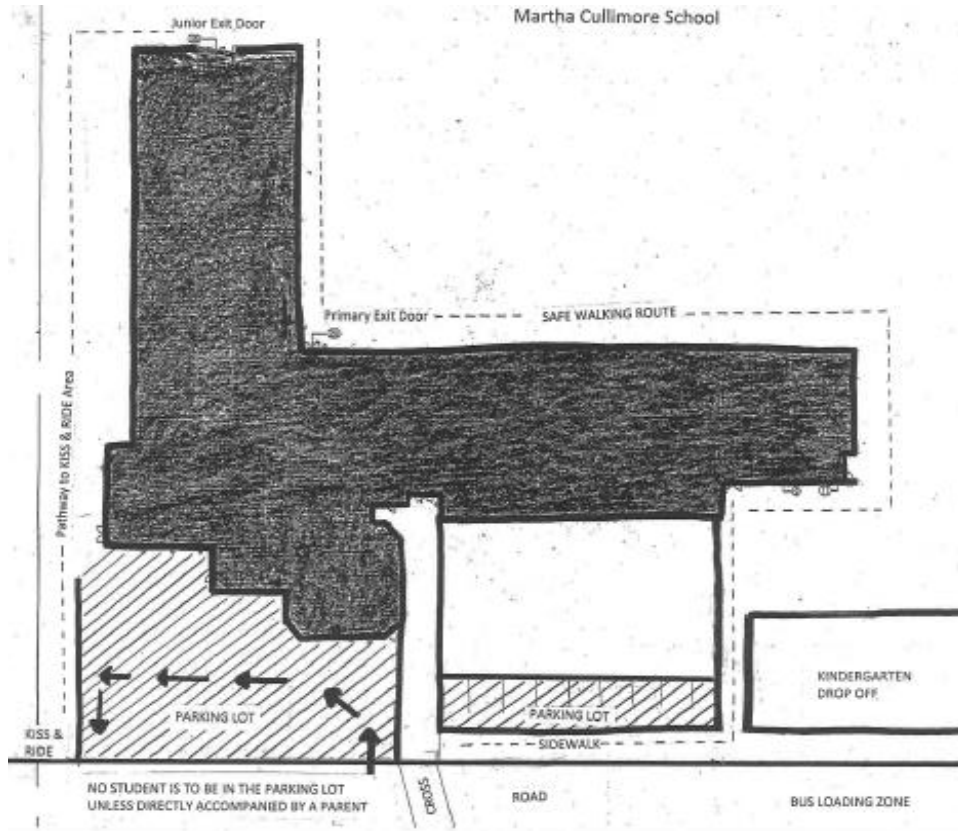 Martha Cullimore School
Junior Exit Door
Primary Exit Door
SAFE WALKING ROUTE
Pathway to KISS & RIDE Area
KINDERGARTEN
DROP OFF
PARKING LOT
PARKING LOT
SIDEWALK
KISS &
RIDE
NO STUDENT IS TO BE IN THE PARKING LOT
UNLESS DIRECTLY ACCOMPANIED BY A PARENT
CROSS
ROAD
BUS LOADING ZONE